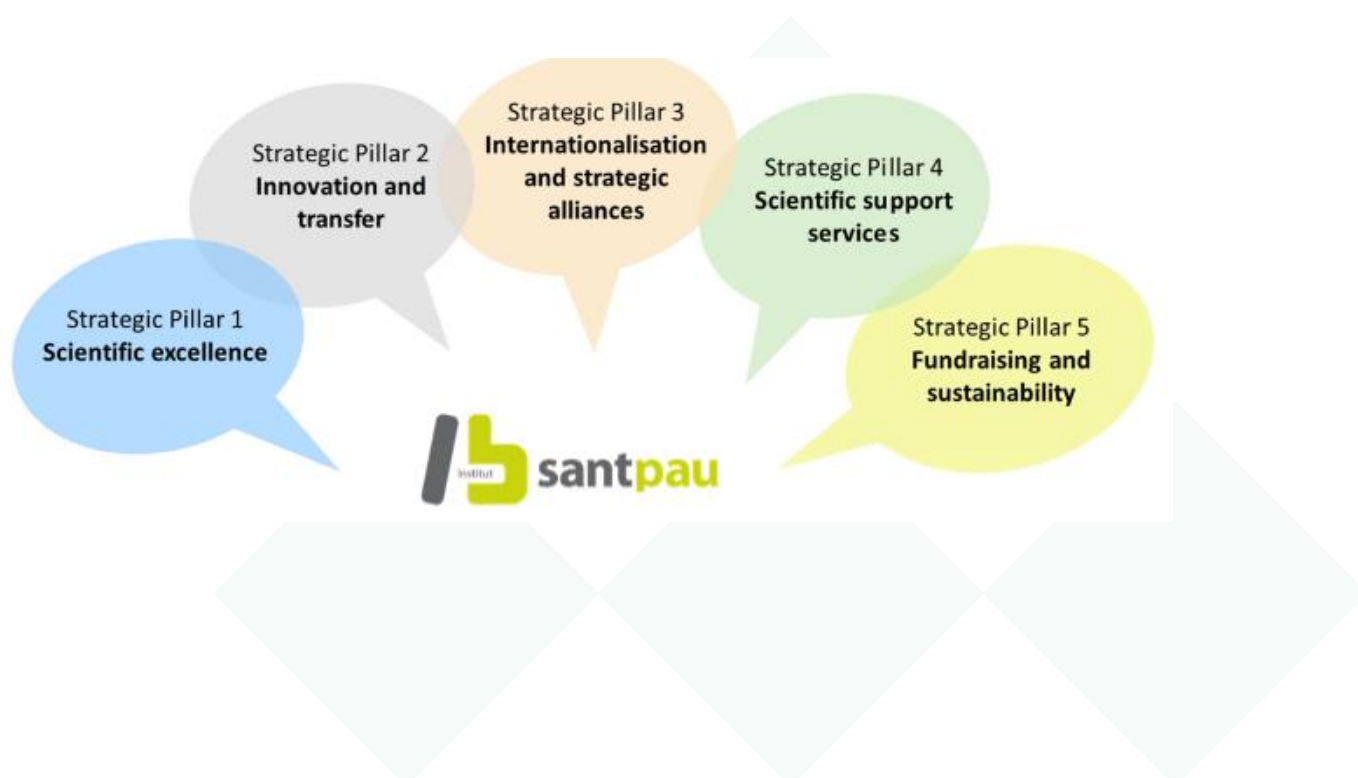 Strategic Pillar 1
Scientific excellence
Strategic Pillar 2
Innovation and
transfer
Strategic Pillar 3
Internationalisation
and strategic
alliances
Strategic Pillar 4
Scientific support
services
Strategic Pillar 5
Fundraising and
sustainability
institut
santpau